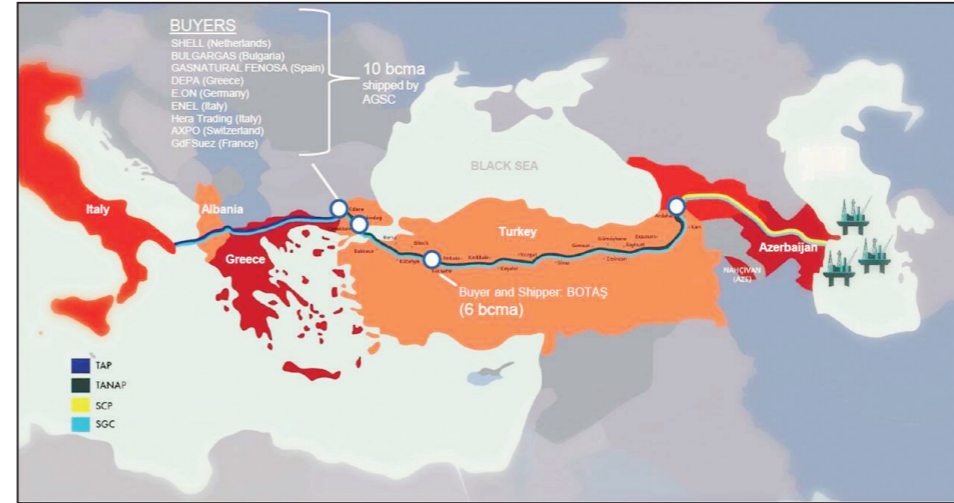 BUYERS
SHELL (Netherlands)
BULGARGAS (Bulgaria)
GASNATURAL FENOSA (Spain)
DEPA (Greece)
E.ON (Germany)
ENEL (Italy)
Hera Trading (Italy)
AXPO (Switzerland)
GdFSuez (France)
10 bcma
shipped by
AGSC
BLACK SEA
Italy
Albania
Greece
Turkey
Azerbaijan
NAHÇIVAN
(AZE)
Buyer and Shipper: BOTAŞ
(6 bcma)
TAP
TANAP
SCP
SGC